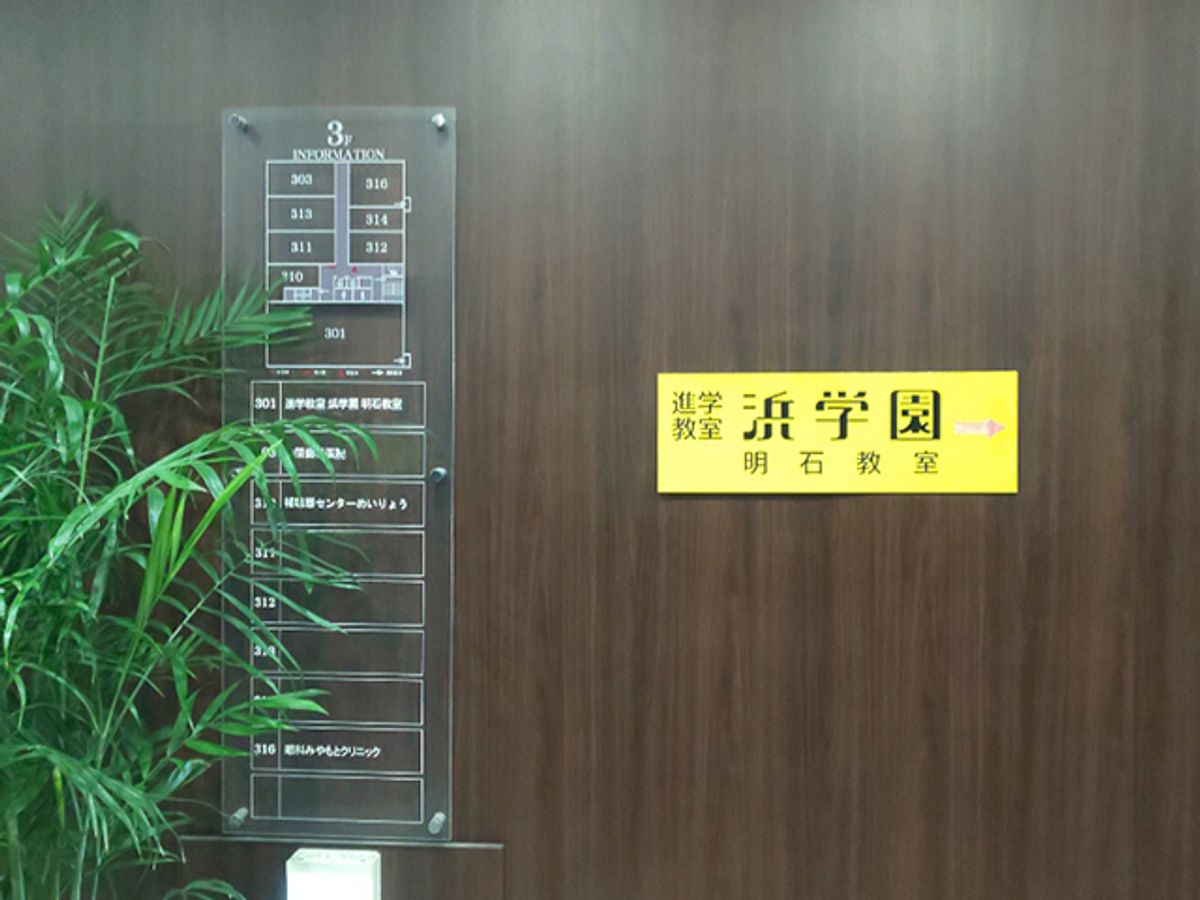 3F
INFORMATION
303
316
313
314
311
312
310
301
301 進学教室 浜学園 明石教室
補聴器センターめいりょう
311
312
313
316 眼科みやもとクリニック
進学
教室
浜学園
明石教室